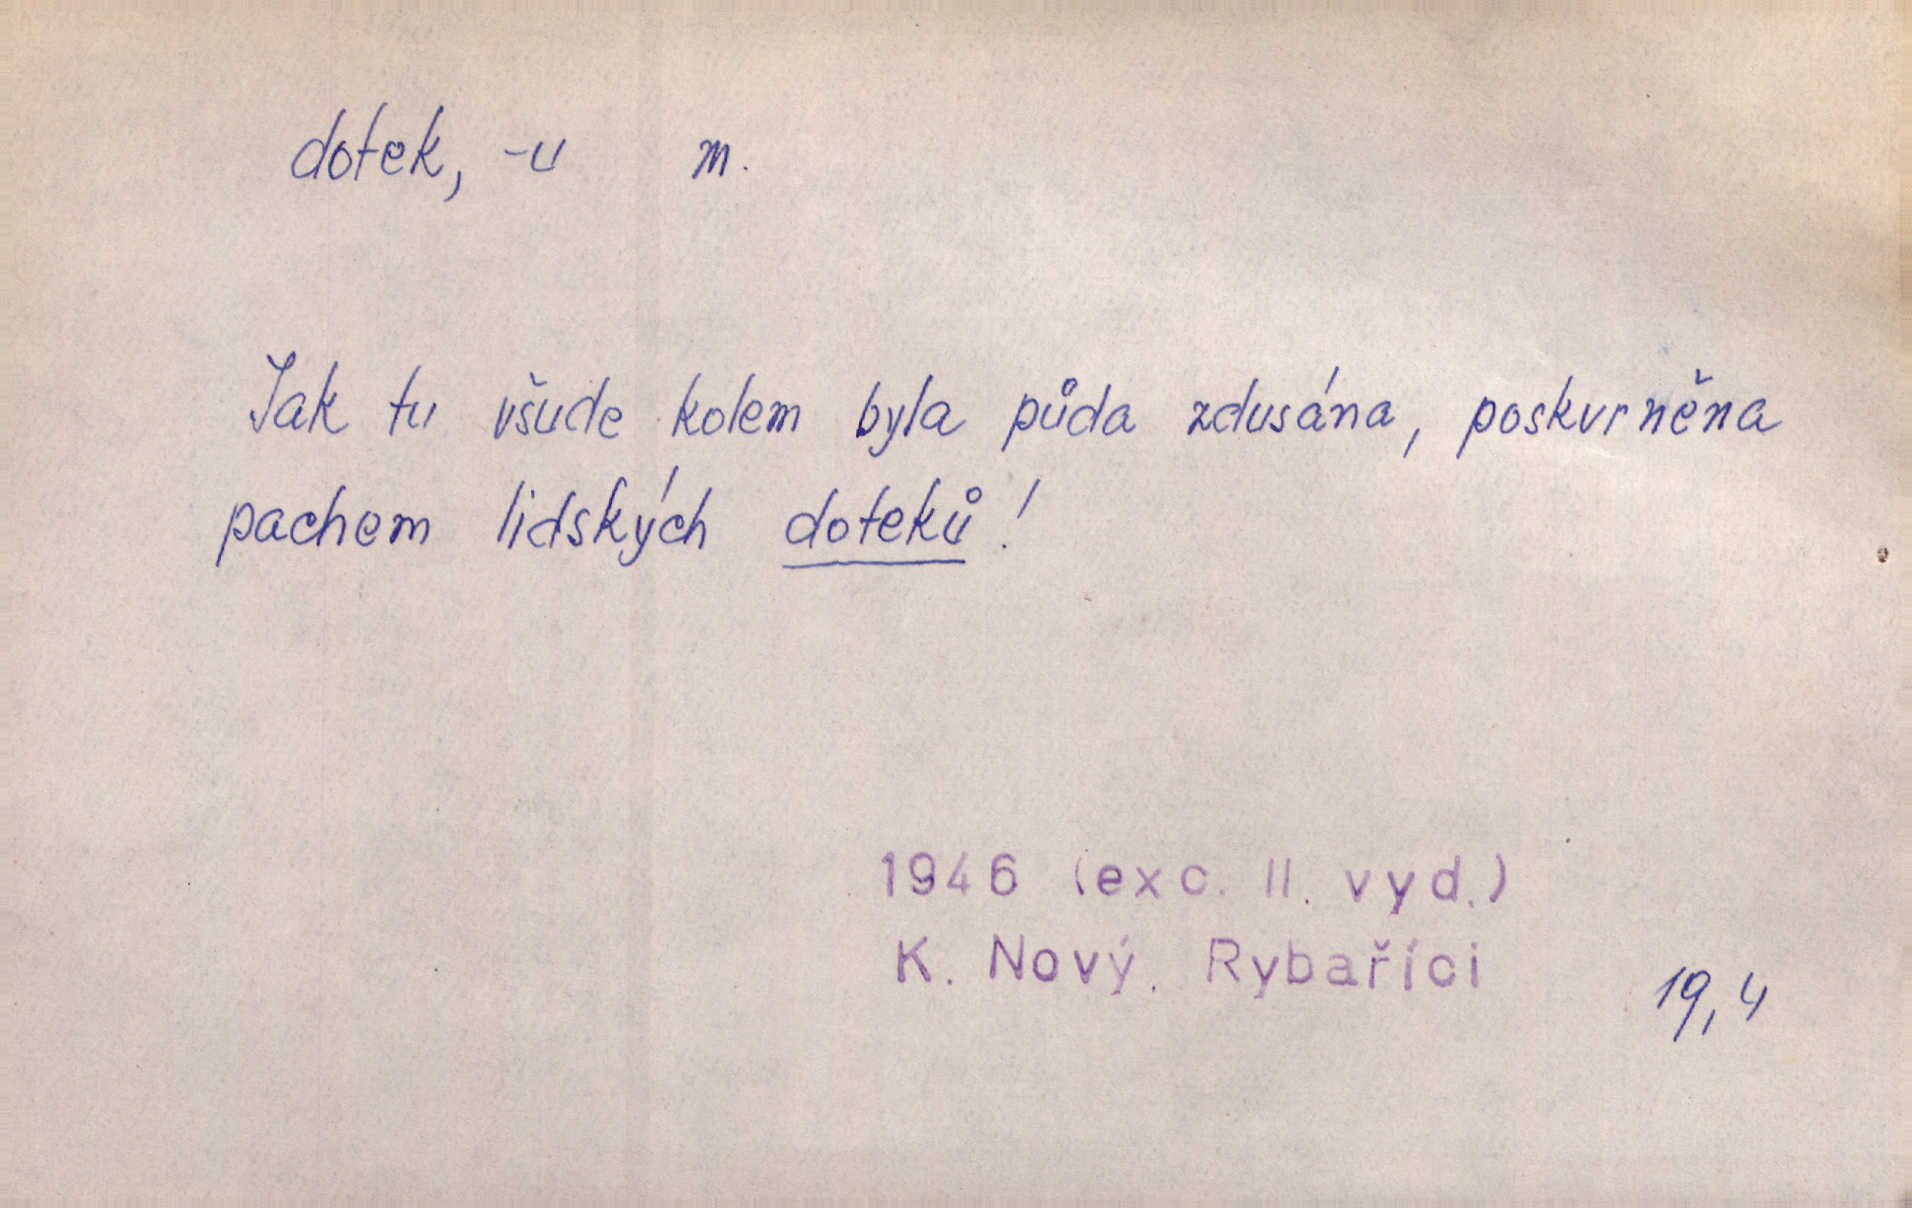 dotek, -u m.
Jak tu všude kolem byla půda zdusána, poskvrněna
pachem lidských doteků!
1946 (exc. II. vyd.)
K. Nový. Rybaříci
19,4